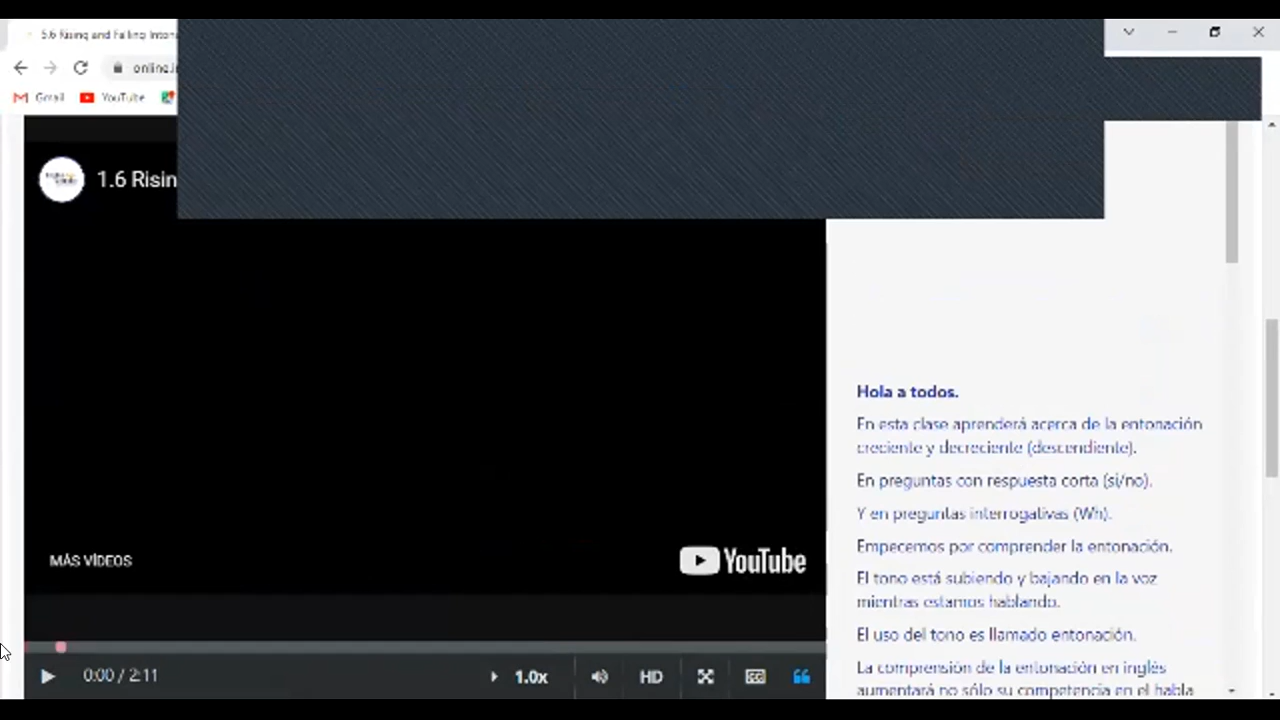 5.6 Rising and Falling Inton
online.i
Gmail YouTube
1.6 Risin
Hola a todos.
En esta clase aprenderá acerca de la entonación
creciente y decreciente (descendiente).
En preguntas con respuesta corta (si/no).
Y en preguntas interrogativas (Wh).
Empecemos por comprender la entonación.
El tono está subiendo y bajando en la voz
mientras estamos hablando.
El uso del tono es llamado entonación.
La comprensión de la entonación en inglés
aumentará no sólo su competencia en el habla
MÁS VÍDEOS
YouTube
0:00 / 2:11
1.0x
HD